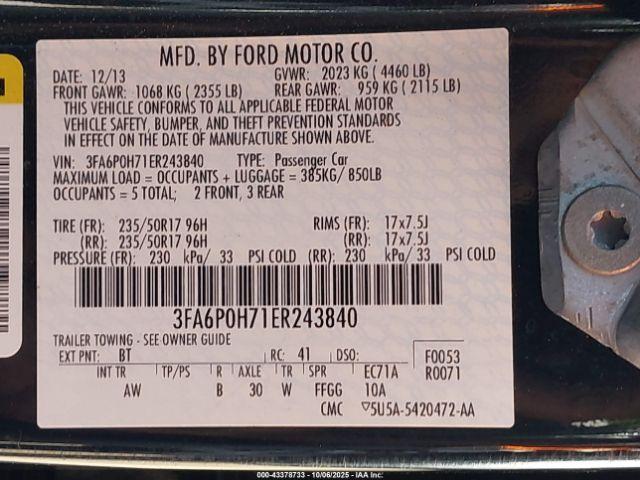 MFD. BY FORD MOTOR CO.
DATE: 12/13 GVWR: 2023 KG ( 4460 LB)
FRONT GAWR: 1068 KG ( 2355 LB) REAR GAWR: 959 KG ( 2115 LB)
THIS VEHICLE CONFORMS TO ALL APPLICABLE FEDERAL MOTOR
VEHICLE SAFETY, BUMPER, AND THEFT PREVENTION STANDARDS
IN EFFECT ON THE DATE OF MANUFACTURE SHOWN ABOVE.
VIN: 3FA6P0H71ER243840 TYPE: Passenger Car
MAXIMUM LOAD = OCCUPANTS + LUGGAGE = 385KG/ 850LB
OCCUPANTS = 5 TOTAL; 2 FRONT, 3 REAR
TIRE (FR): 235/50R17 96H RIMS (FR): 17x7.5J
(RR): 235/50R17 96H (RR): 17x7.5J
PRESSURE (FR): 230 kPa/ 33 PSI COLD (RR): 230 kPa/ 33 PSI COLD
3FA6P0H71ER243840
TRAILER TOWING - SEE OWNER GUIDE
EXT PNT: BT RC: 41 DSO: F0053
INT TR TP/PS R AXLE TR SPR EC71A R0071
AW B 30 W FFGG 10A
CMC 5U5A-5420472-AA
© IAA 000-43378733 - 10/06/2025 - USVEHICLES